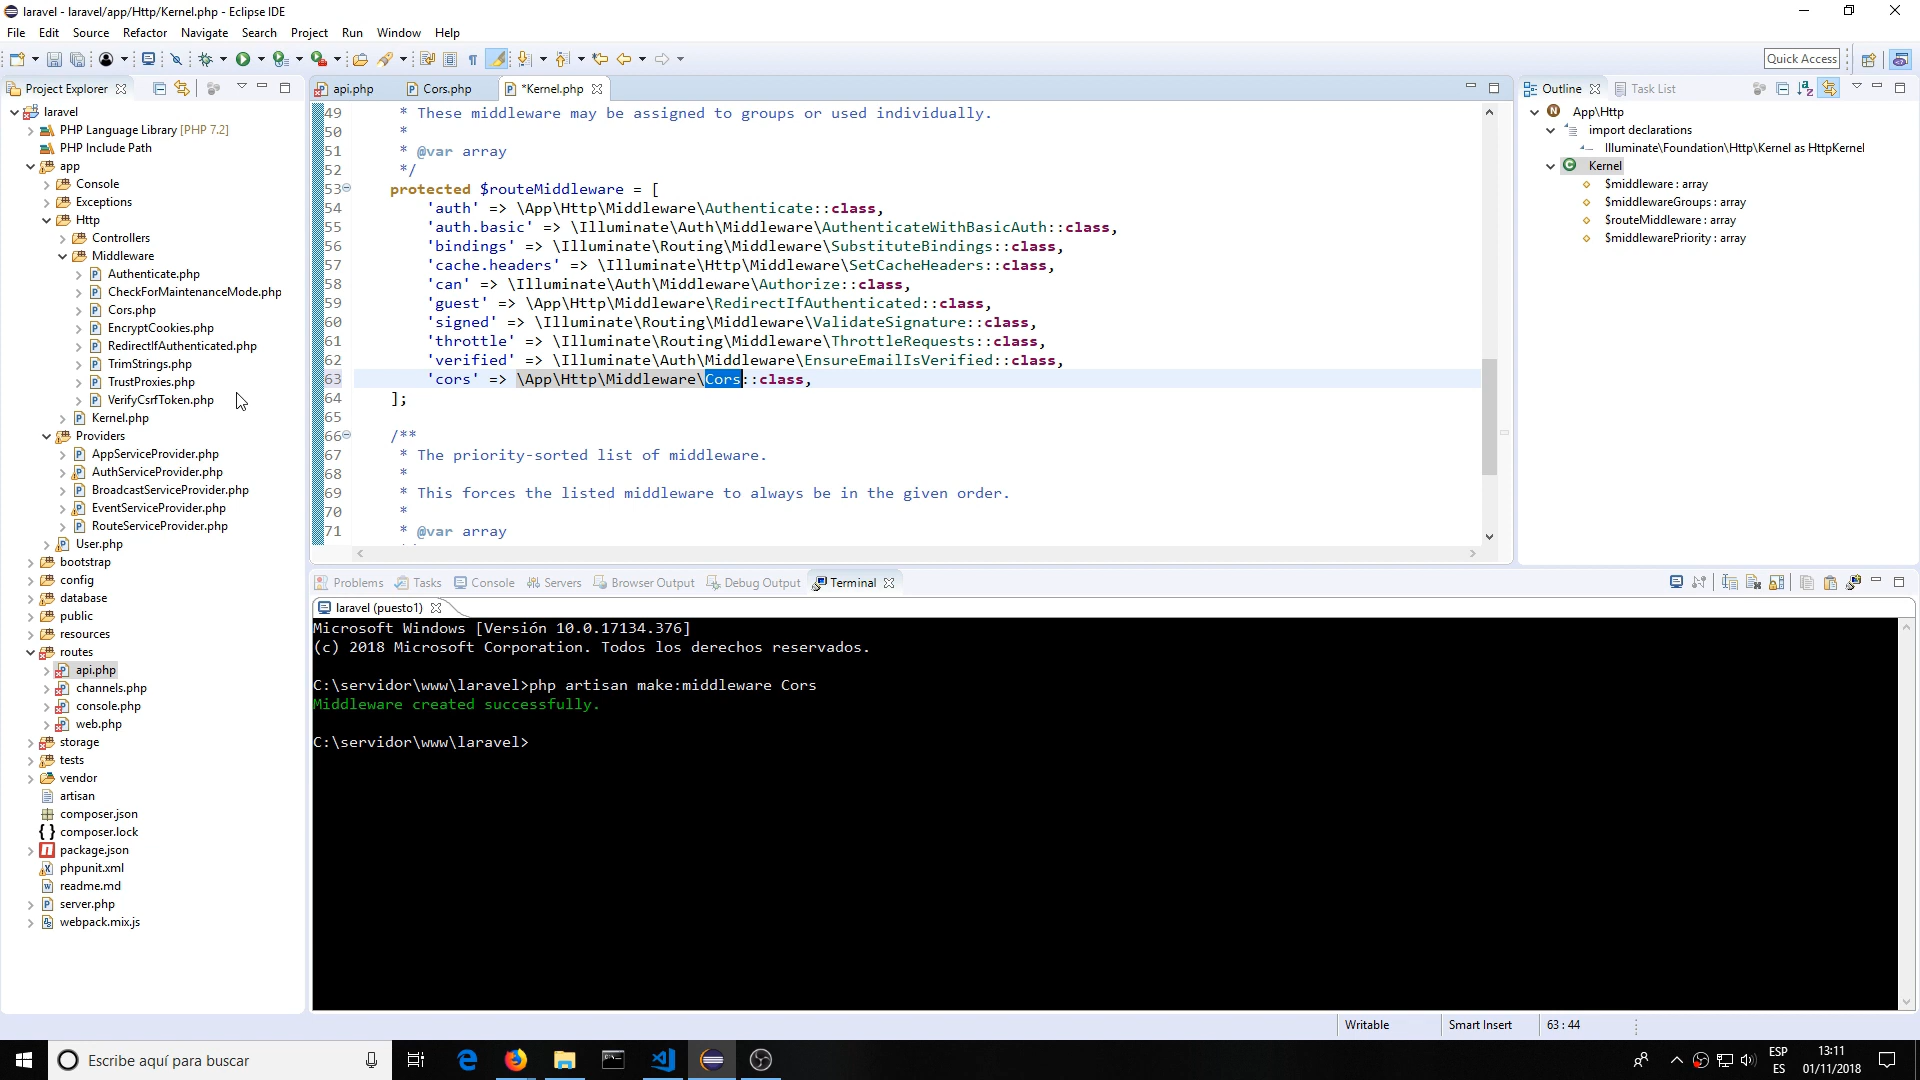 laravel - laravel/app/Http/Kernel.php - Eclipse IDE
File Edit Source Refactor Navigate Search Project Run Window Help
Quick Access
Project Explorer
laravel
PHP Language Library [PHP 7.2]
PHP Include Path
app
Console
Exceptions
Http
Controllers
Middleware
Authenticate.php
CheckForMaintenanceMode.php
Cors.php
EncryptCookies.php
RedirectIfAuthenticated.php
TrimStrings.php
TrustProxies.php
VerifyCsrfToken.php
Kernel.php
Providers
AppServiceProvider.php
AuthServiceProvider.php
BroadcastServiceProvider.php
EventServiceProvider.php
RouteServiceProvider.php
User.php
bootstrap
config
database
public
resources
routes
api.php
channels.php
console.php
web.php
storage
tests
vendor
artisan
composer.json
composer.lock
package.json
phpunit.xml
readme.md
server.php
webpack.mix.js
api.php Cors.php *Kernel.php
49 * These middleware may be assigned to groups or used individually.
50 *
51 * @var array
52 */
53 protected $routeMiddleware = [
54 'auth' => \App\Http\Middleware\Authenticate::class,
55 'auth.basic' => \Illuminate\Auth\Middleware\AuthenticateWithBasicAuth::class,
56 'bindings' => \Illuminate\Routing\Middleware\SubstituteBindings::class,
57 'cache.headers' => \Illuminate\Http\Middleware\SetCacheHeaders::class,
58 'can' => \Illuminate\Auth\Middleware\Authorize::class,
59 'guest' => \App\Http\Middleware\RedirectIfAuthenticated::class,
60 'signed' => \Illuminate\Routing\Middleware\ValidateSignature::class,
61 'throttle' => \Illuminate\Routing\Middleware\ThrottleRequests::class,
62 'verified' => \Illuminate\Auth\Middleware\EnsureEmailIsVerified::class,
63 'cors' => \App\Http\Middleware\Cors::class,
64 ];
65
66 /**
67 * The priority-sorted list of middleware.
68 *
69 * This forces the listed middleware to always be in the given order.
70 *
71 * @var array
Outline Task List
App\Http
import declarations
Illuminate\Foundation\Http\Kernel as HttpKernel
Kernel
$middleware : array
$middlewareGroups : array
$routeMiddleware : array
$middlewarePriority : array
Problems Tasks Console Servers Browser Output Debug Output Terminal
laravel (puesto1)
Microsoft Windows [Versión 10.0.17134.376]
(c) 2018 Microsoft Corporation. Todos los derechos reservados.
C:\servidor\www\laravel>php artisan make:middleware Cors
Middleware created successfully.
C:\servidor\www\laravel>
Writable Smart Insert 63 : 44
Escribe aquí para buscar
ESP
ES
13:11
01/11/2018